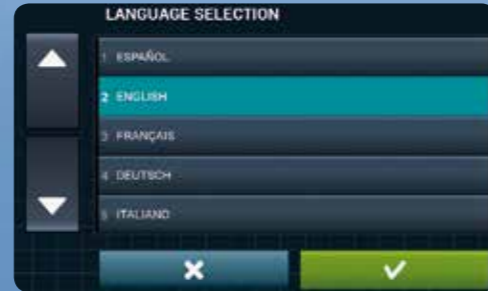 LANGUAGE SELECTION
1 ESPAÑOL
2 ENGLISH
3 FRANÇAIS
4 DEUTSCH
5 ITALIANO